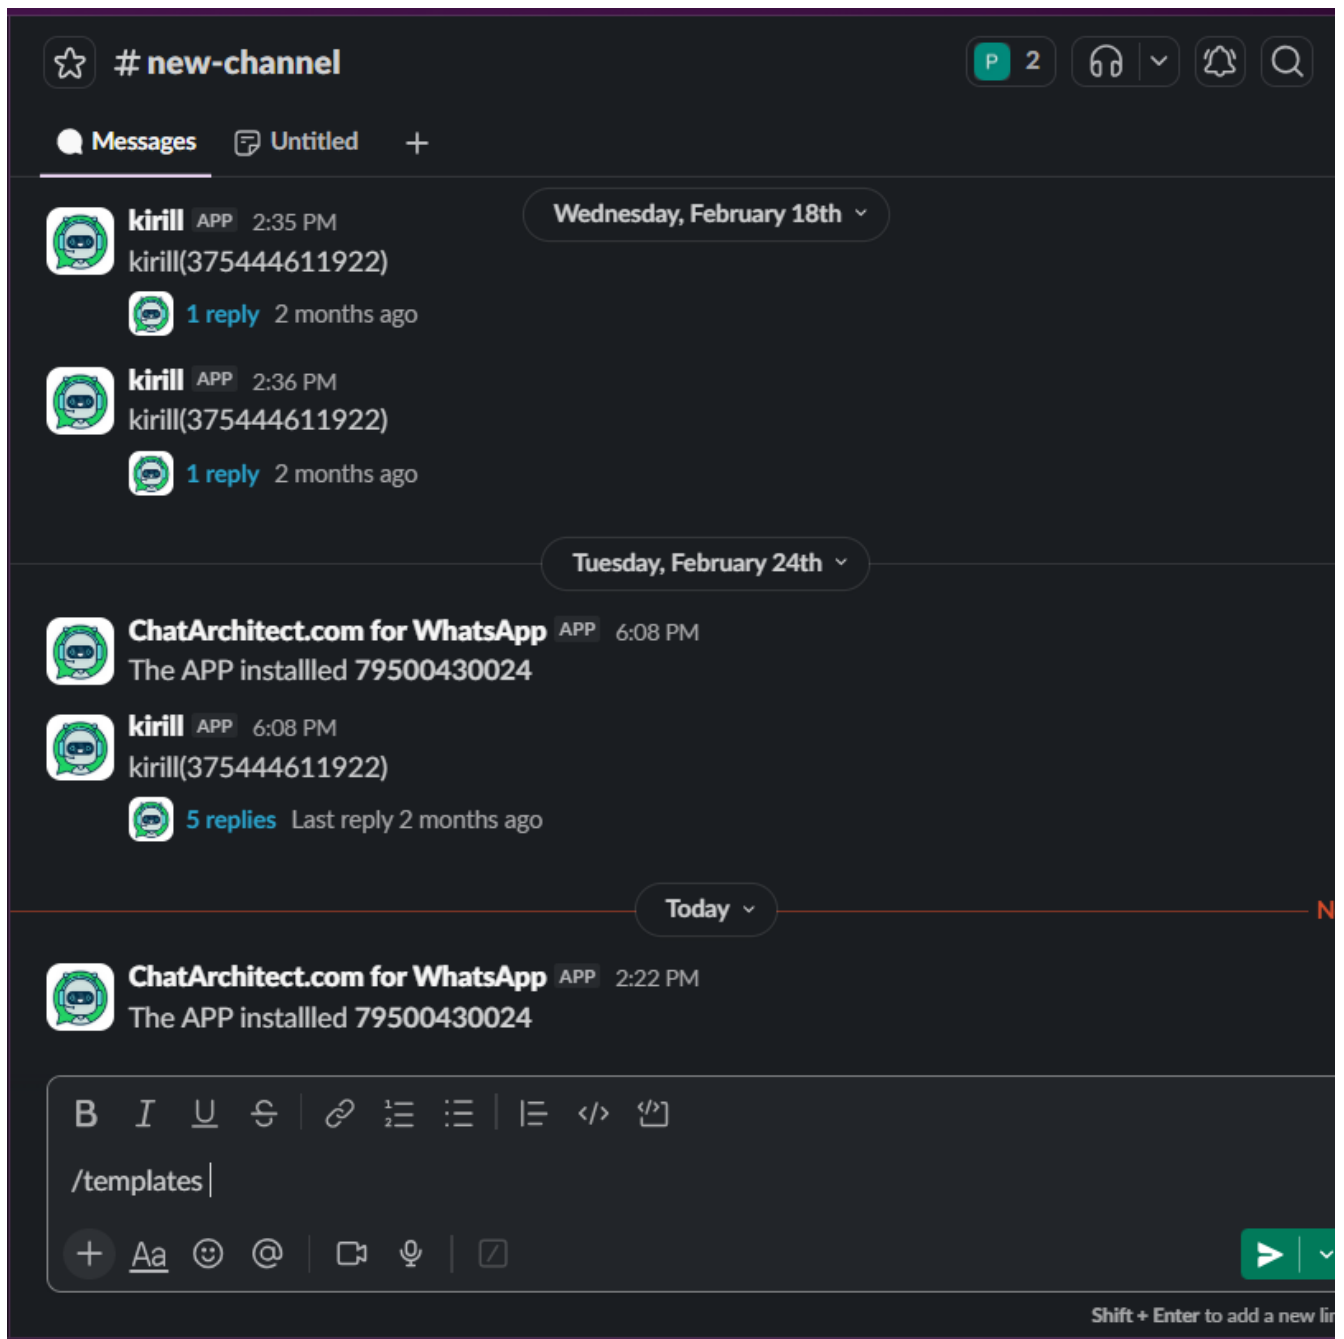 # new-channel
P 2
Messages Untitled +
Wednesday, February 18th
kirill APP 2:35 PM
kirill(375444611922)
1 reply 2 months ago
kirill APP 2:36 PM
kirill(375444611922)
1 reply 2 months ago
Tuesday, February 24th
ChatArchitect.com for WhatsApp APP 6:08 PM
The APP installled 79500430024
kirill APP 6:08 PM
kirill(375444611922)
5 replies Last reply 2 months ago
Today
N
ChatArchitect.com for WhatsApp APP 2:22 PM
The APP installled 79500430024
B I U S
/templates
+ Aa @
Shift + Enter to add a new